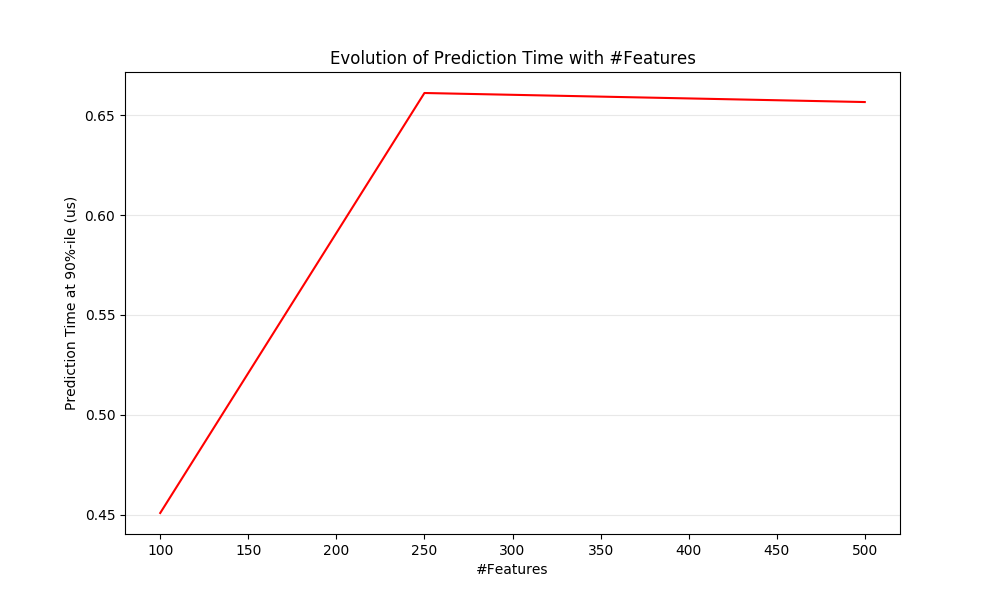 Evolution of Prediction Time with #Features
Prediction Time at 90%-ile (us)
0.65
0.60
0.55
0.50
0.45
100 150 200 250 300 350 400 450 500
#Features